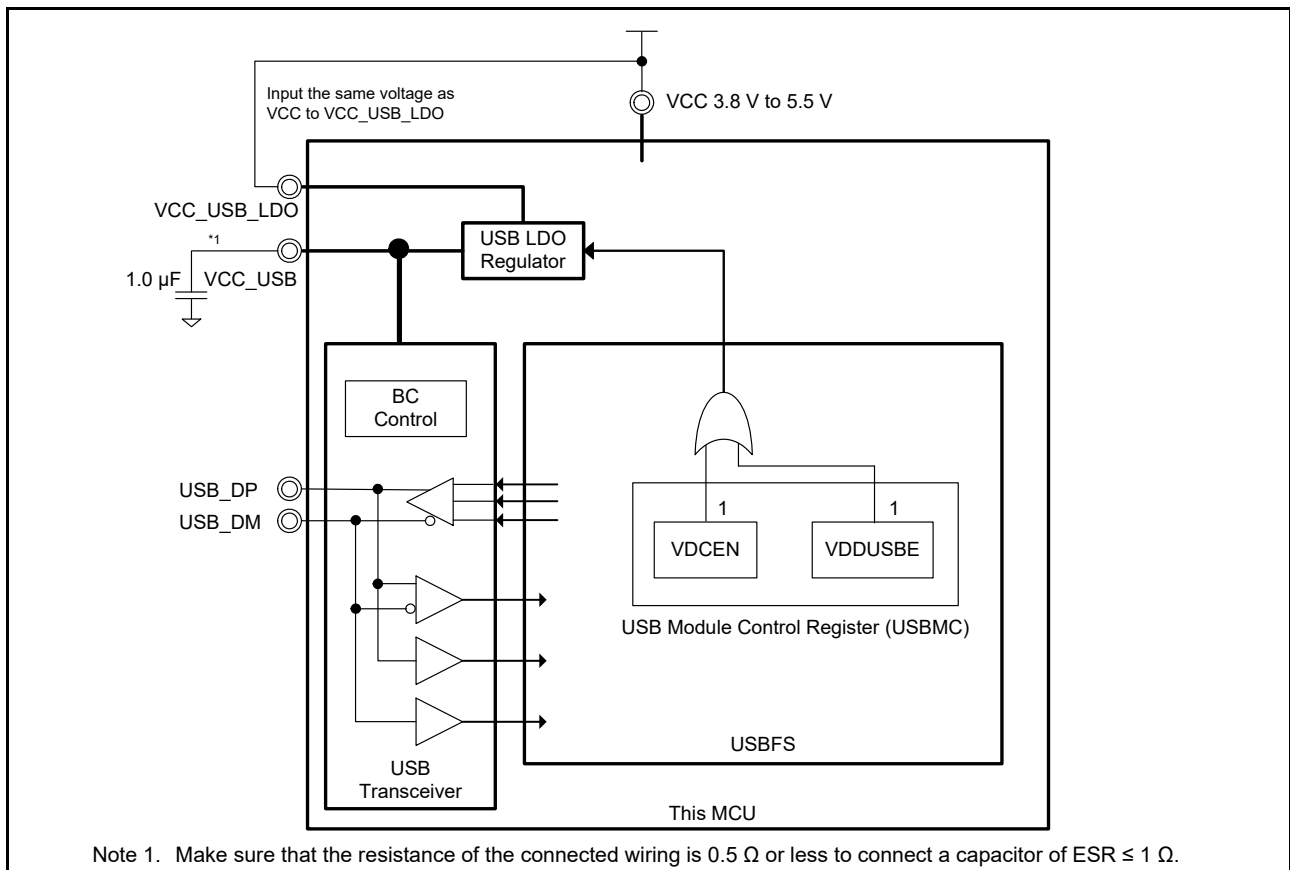 Input the same voltage as
VCC to VCC_USB_LDO
VCC 3.8 V to 5.5 V
VCC_USB_LDO
*1
1.0 µF
VCC_USB
USB LDO
Regulator
BC
Control
USB_DP
USB_DM
1
1
VDCEN
VDDUSBE
USB Module Control Register (USBMC)
USBFS
USB
Transceiver
This MCU
Note 1. Make sure that the resistance of the connected wiring is 0.5 Ω or less to connect a capacitor of ESR ≤ 1 Ω.